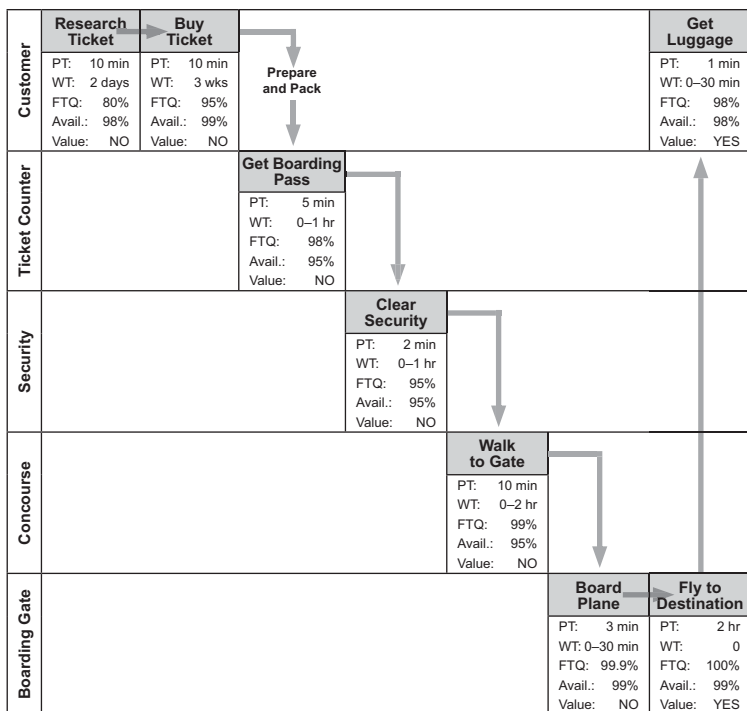 Customer
Research
Ticket
PT: 10 min
WT: 2 days
FTQ: 80%
Avail.: 98%
Value: NO
Buy
Ticket
PT: 10 min
WT: 3 wks
FTQ: 95%
Avail.: 99%
Value: NO
Prepare
and Pack
Get
Luggage
PT: 1 min
WT: 0–30 min
FTQ: 98%
Avail.: 98%
Value: YES
Ticket Counter
Get Boarding
Pass
PT: 5 min
WT: 0–1 hr
FTQ: 98%
Avail.: 95%
Value: NO
Security
Clear
Security
PT: 2 min
WT: 0–1 hr
FTQ: 95%
Avail.: 95%
Value: NO
Concourse
Walk
to Gate
PT: 10 min
WT: 0–2 hr
FTQ: 99%
Avail.: 95%
Value: NO
Boarding Gate
Board
Plane
PT: 3 min
WT: 0–30 min
FTQ: 99.9%
Avail.: 99%
Value: NO
Fly to
Destination
PT: 2 hr
WT: 0
FTQ: 100%
Avail.: 99%
Value: YES